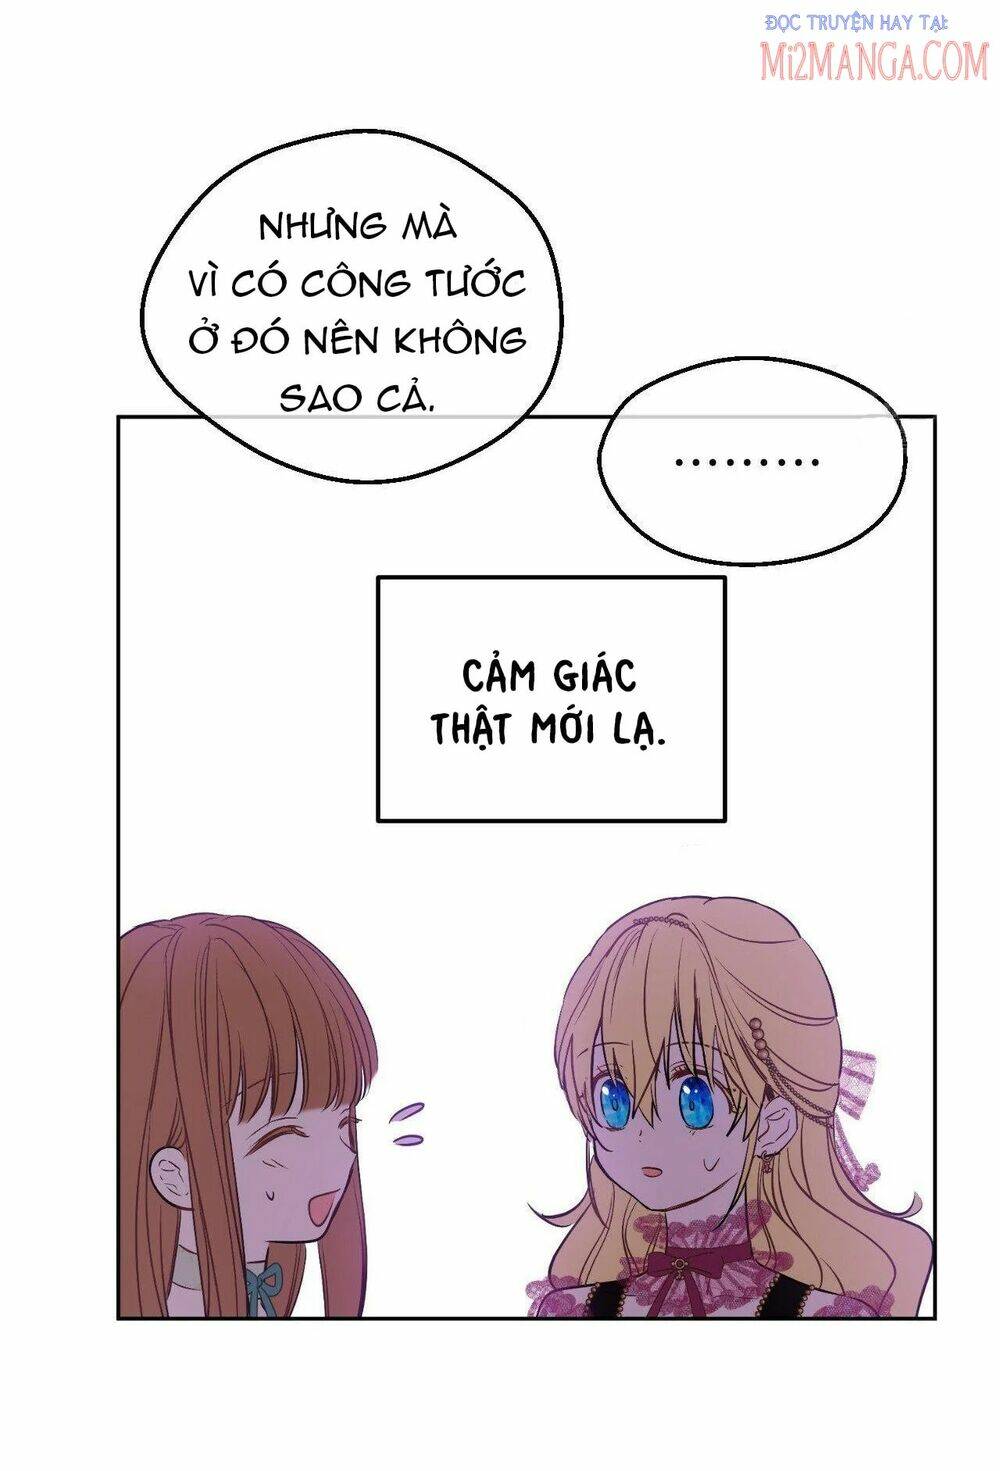 ĐỌC TRUYỆN HAY TẠI:
MI2MANGA.COM
NHƯNG MÀ
VÌ CÓ CÔNG TƯỚC
Ở ĐÓ NÊN KHÔNG
SAO CẢ.
.........
CẢM GIÁC
THẬT MỚI LẠ.